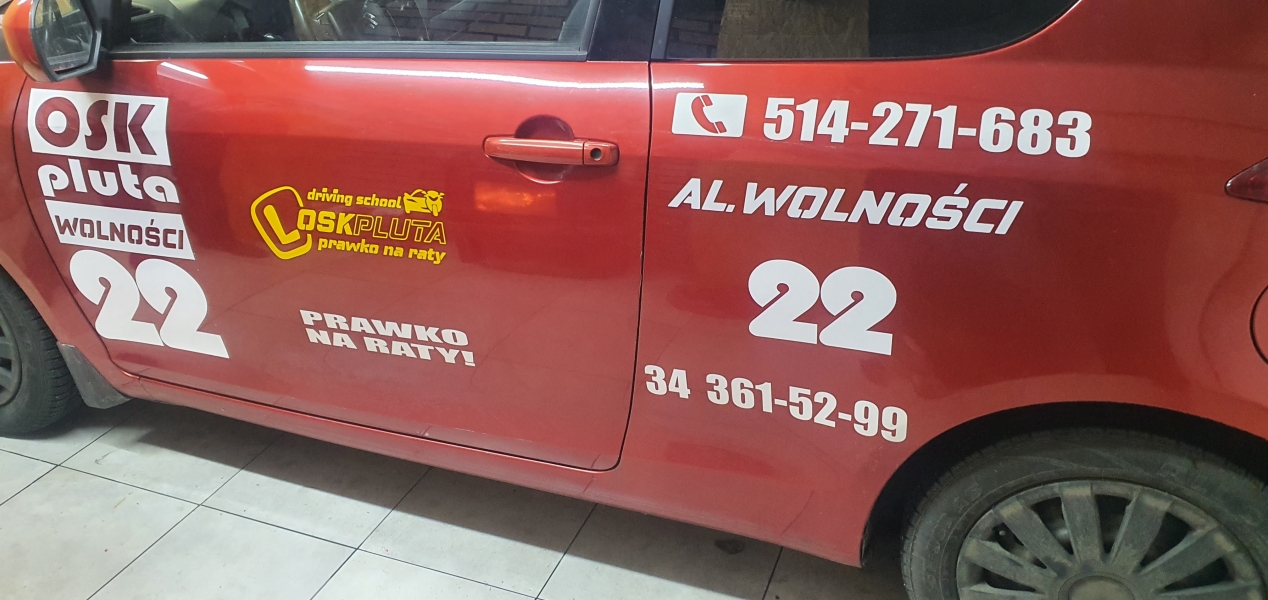 OSK
pluta
WOLNOŚCI
22
driving school
L OSKPLUTA
prawko na raty
PRAWKO
NA RATY!
514-271-683
AL. WOLNOŚCI
22
34 361-52-99